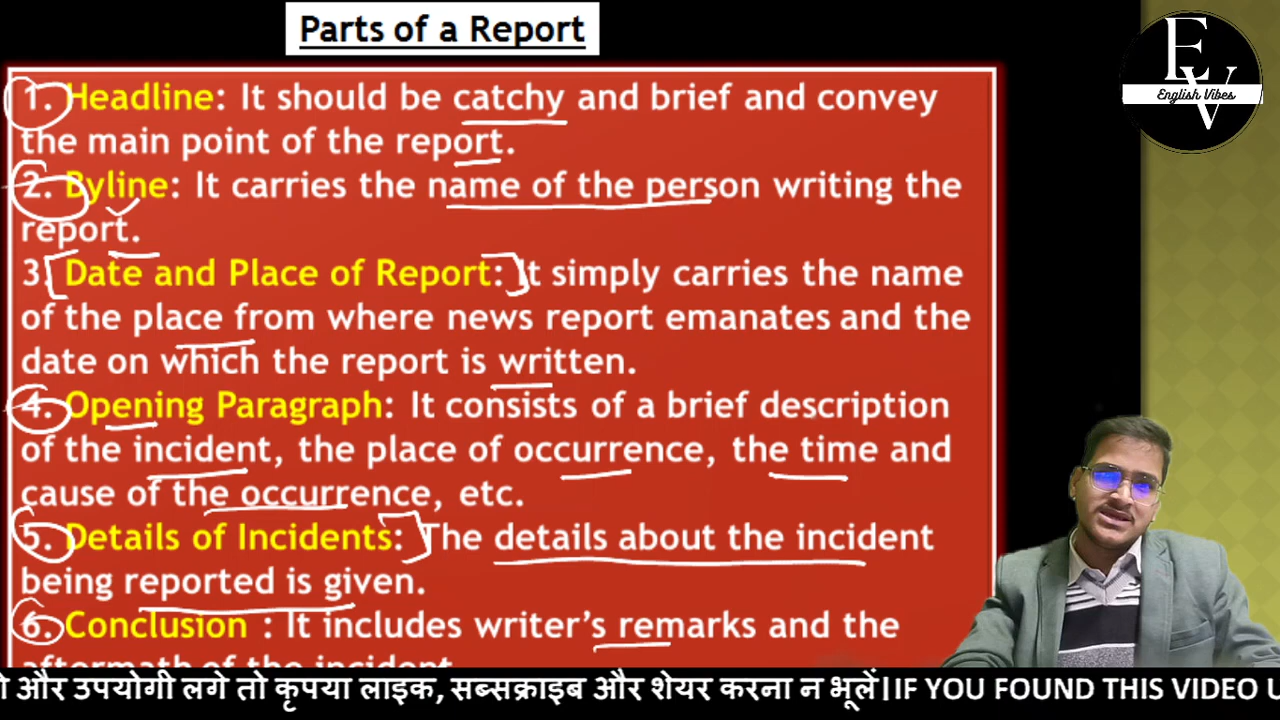 Parts of a Report
EV
English Vibes
1. Headline: It should be catchy and brief and convey
the main point of the report.
2. Byline: It carries the name of the person writing the
report.
3. Date and Place of Report: It simply carries the name
of the place from where news report emanates and the
date on which the report is written.
4. Opening Paragraph: It consists of a brief description
of the incident, the place of occurrence, the time and
cause of the occurrence, etc.
5. Details of Incidents: The details about the incident
being reported is given.
6. Conclusion : It includes writer’s remarks and the
aftermath of the incident
और उपयोगी लगे तो कृपया लाइक, सब्सक्राइब और शेयर करना न भूलें।IF YOU FOUND THIS VIDEO